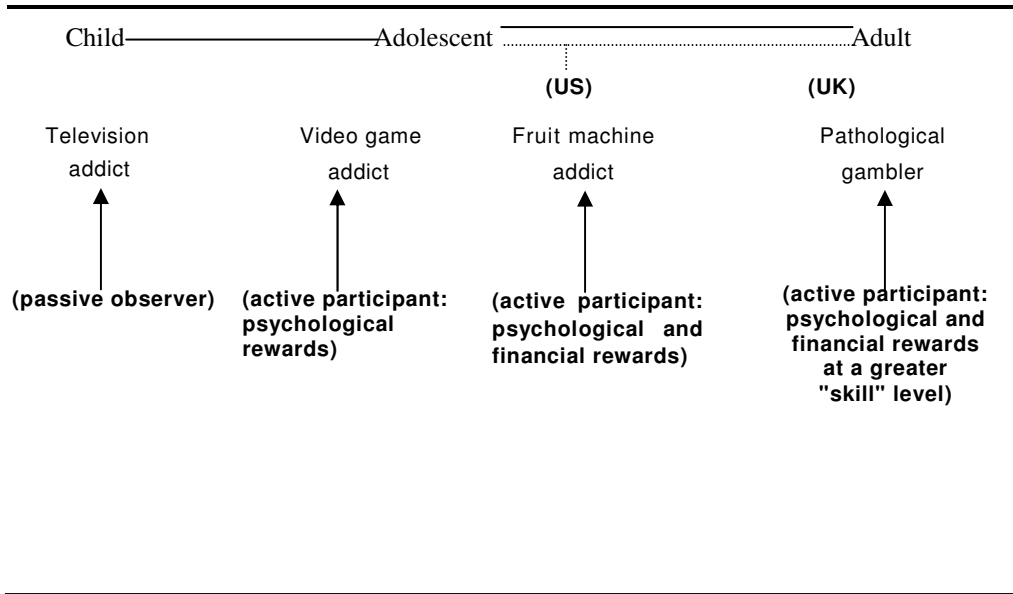 Child Adolescent Adult
(US) (UK)
Television Video game Fruit machine Pathological
addict addict addict gambler
(passive observer)
(active participant:
psychological
rewards)
(active participant:
psychological and
financial rewards)
(active participant:
psychological and
financial rewards
at a greater
"skill" level)